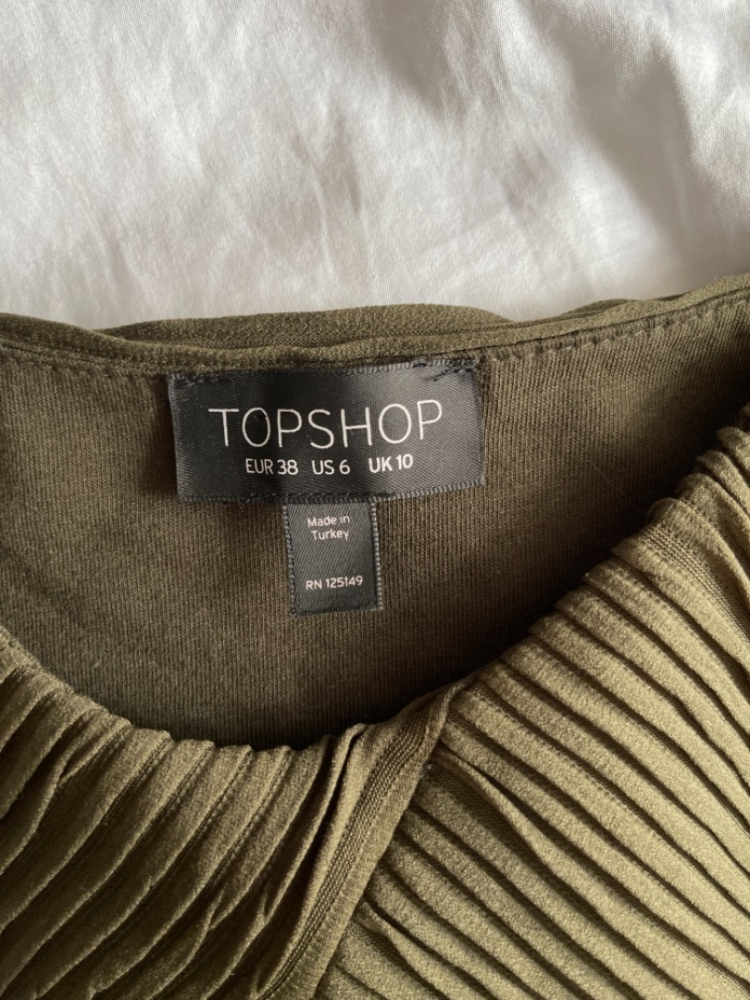 TOPSHOP
EUR 38 US 6 UK 10
Made in
Turkey
RN 125149